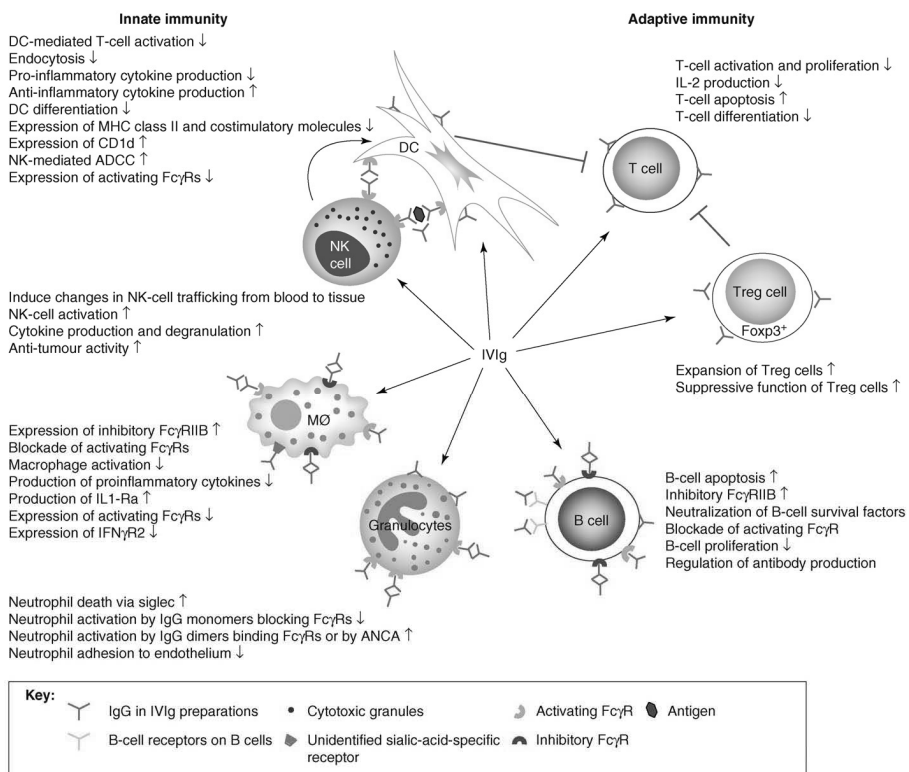 Innate immunity
Adaptive immunity
DC-mediated T-cell activation ↓
Endocytosis ↓
Pro-inflammatory cytokine production ↓
Anti-inflammatory cytokine production ↑
DC differentiation ↓
Expression of MHC class II and costimulatory molecules ↓
Expression of CD1d ↑
NK-mediated ADCC ↑
Expression of activating FcγRs ↓
T-cell activation and proliferation ↓
IL-2 production ↓
T-cell apoptosis ↑
T-cell differentiation ↓
DC
T cell
NK
cell
Treg cell
Foxp3⁺
Induce changes in NK-cell trafficking from blood to tissue
NK-cell activation ↑
Cytokine production and degranulation ↑
Anti-tumour activity ↑
IVIg
Expansion of Treg cells ↑
Suppressive function of Treg cells ↑
MØ
Expression of inhibitory FcγRIIB ↑
Blockade of activating FcγRs
Macrophage activation ↓
Production of proinflammatory cytokines ↓
Production of IL1-Ra ↑
Expression of activating FcγRs ↓
Expression of IFNγR2 ↓
Granulocytes
B cell
B-cell apoptosis ↑
Inhibitory FcγRIIB ↑
Neutralization of B-cell survival factors
Blockade of activating FcγR
B-cell proliferation ↓
Regulation of antibody production
Neutrophil death via siglec ↑
Neutrophil activation by IgG monomers blocking FcγRs ↓
Neutrophil activation by IgG dimers binding FcγRs or by ANCA ↑
Neutrophil adhesion to endothelium ↓
Key:
IgG in IVIg preparations
Cytotoxic granules
Activating FcγR
Antigen
B-cell receptors on B cells
Unidentified sialic-acid-specific
receptor
Inhibitory FcγR